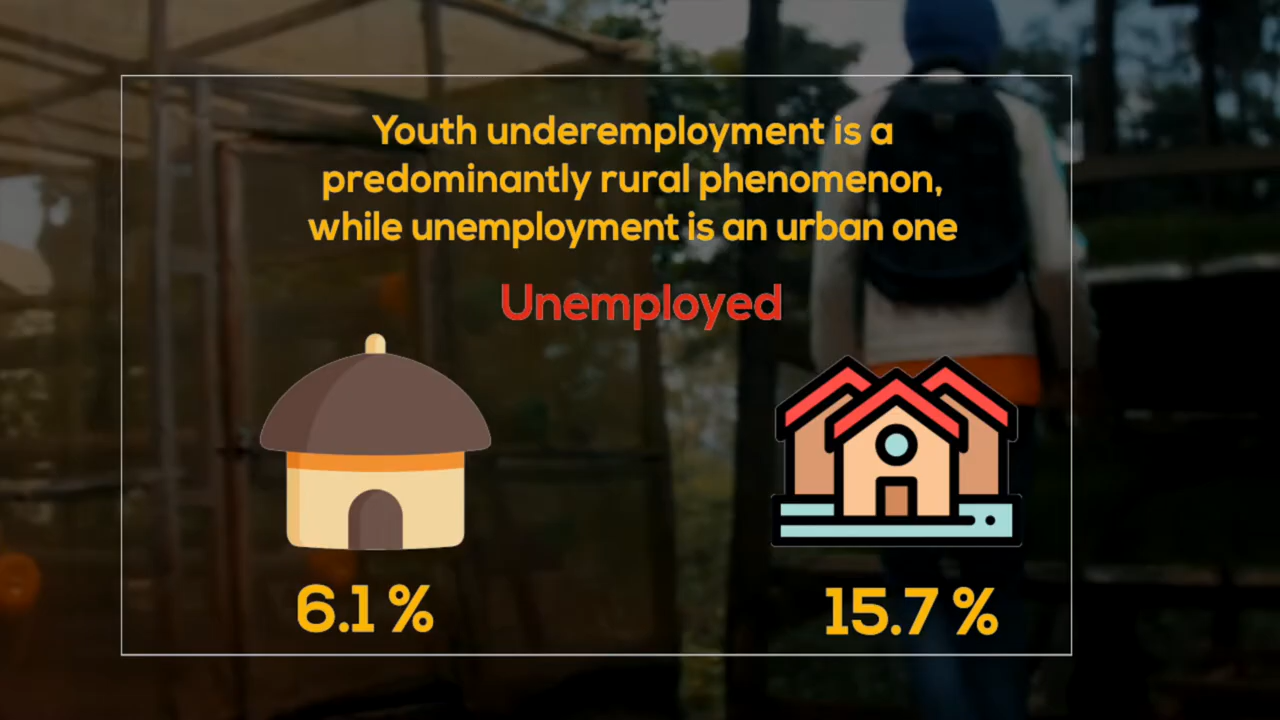 Youth underemployment is a
predominantly rural phenomenon,
while unemployment is an urban one
Unemployed
6.1 %
15.7 %